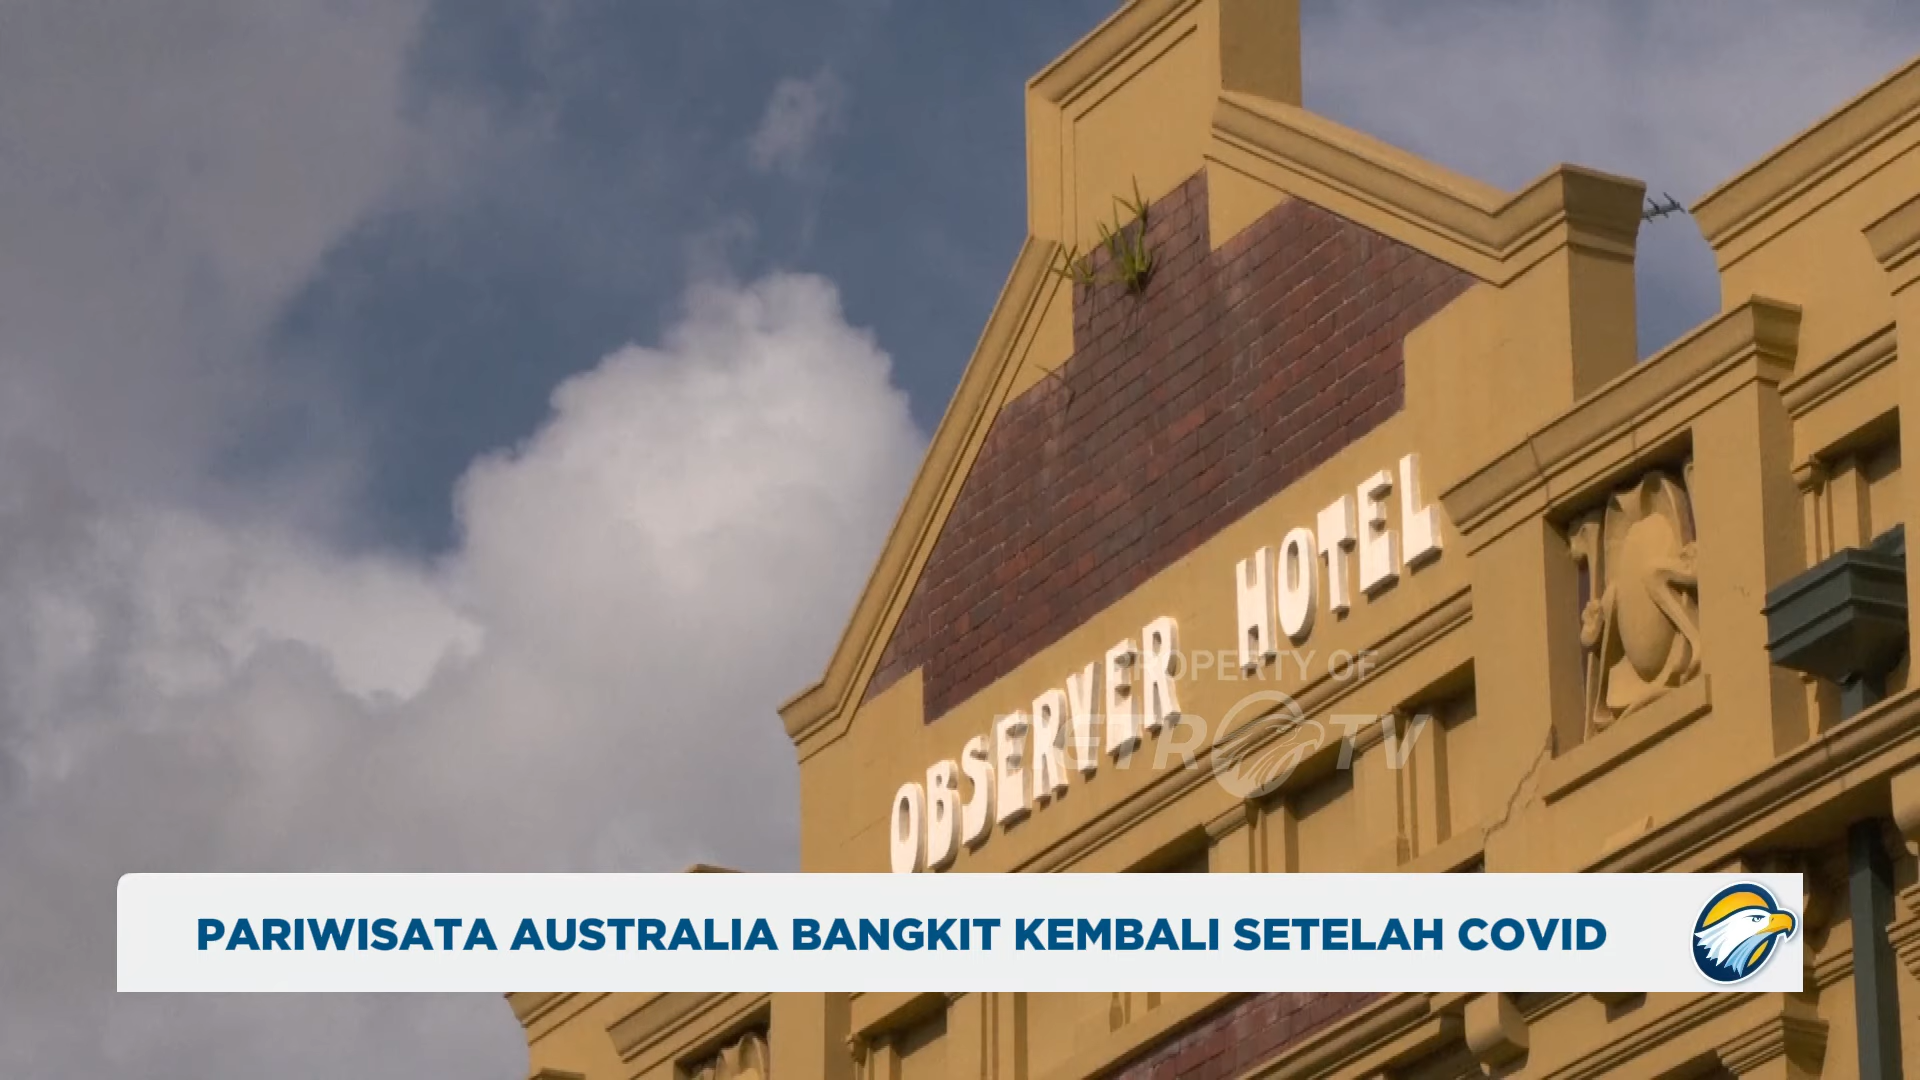 OBSERVER HOTEL
PROPERTY OF
METRO TV
PARIWISATA AUSTRALIA BANGKIT KEMBALI SETELAH COVID